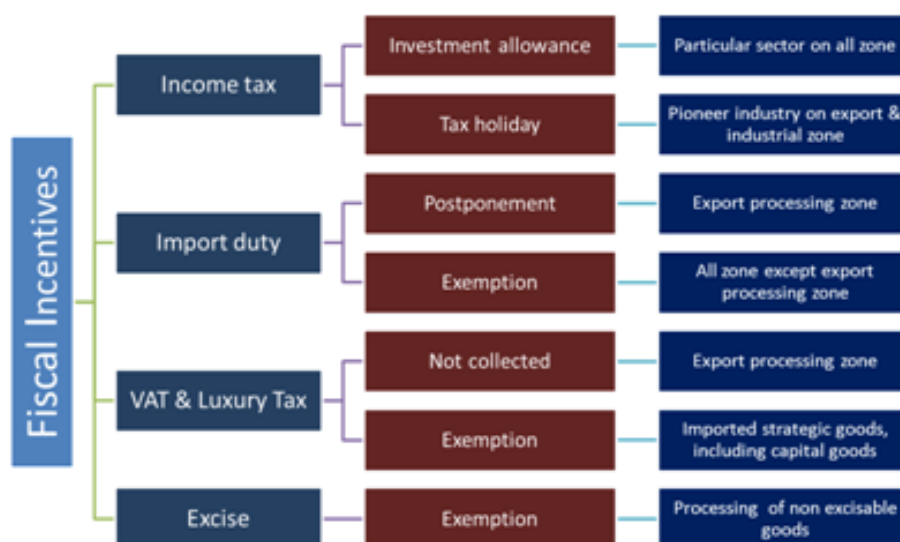 Fiscal Incentives
Income tax
Investment allowance
Particular sector on all zone
Tax holiday
Pioneer industry on export &
industrial zone
Import duty
Postponement
Export processing zone
Exemption
All zone except export
processing zone
VAT & Luxury Tax
Not collected
Export processing zone
Exemption
Imported strategic goods,
including capital goods
Excise
Exemption
Processing of non excisable
goods